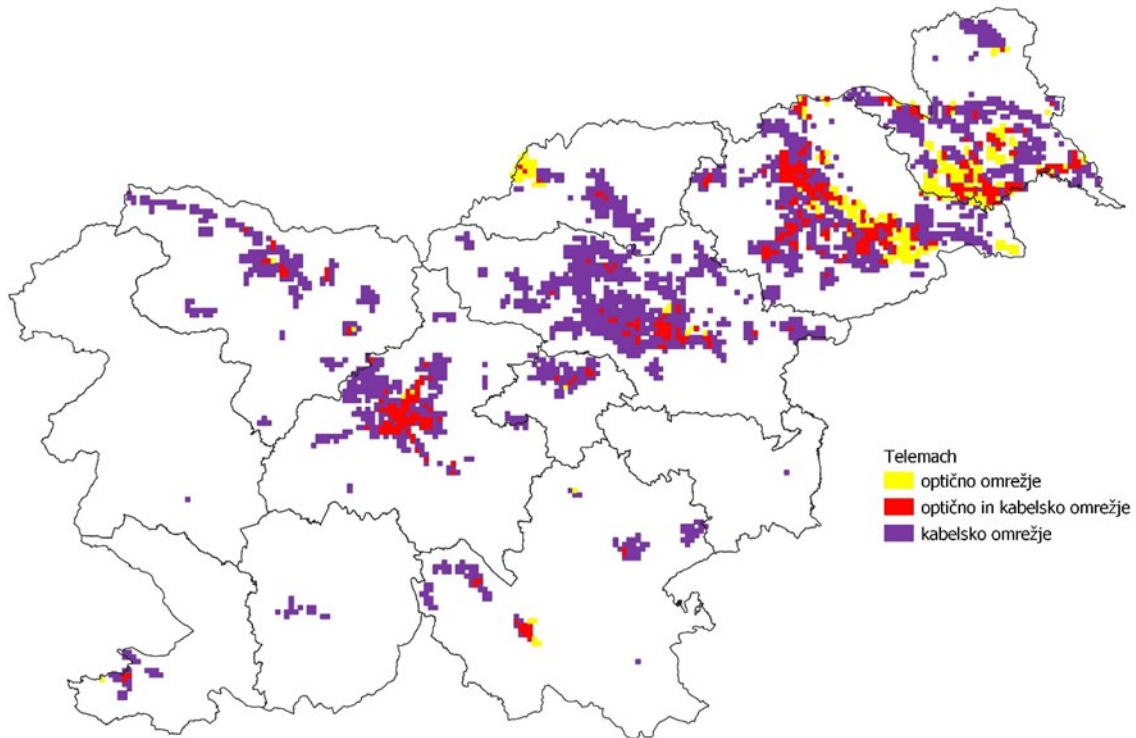 Telemach
optično omrežje
optično in kabelsko omrežje
kabelsko omrežje